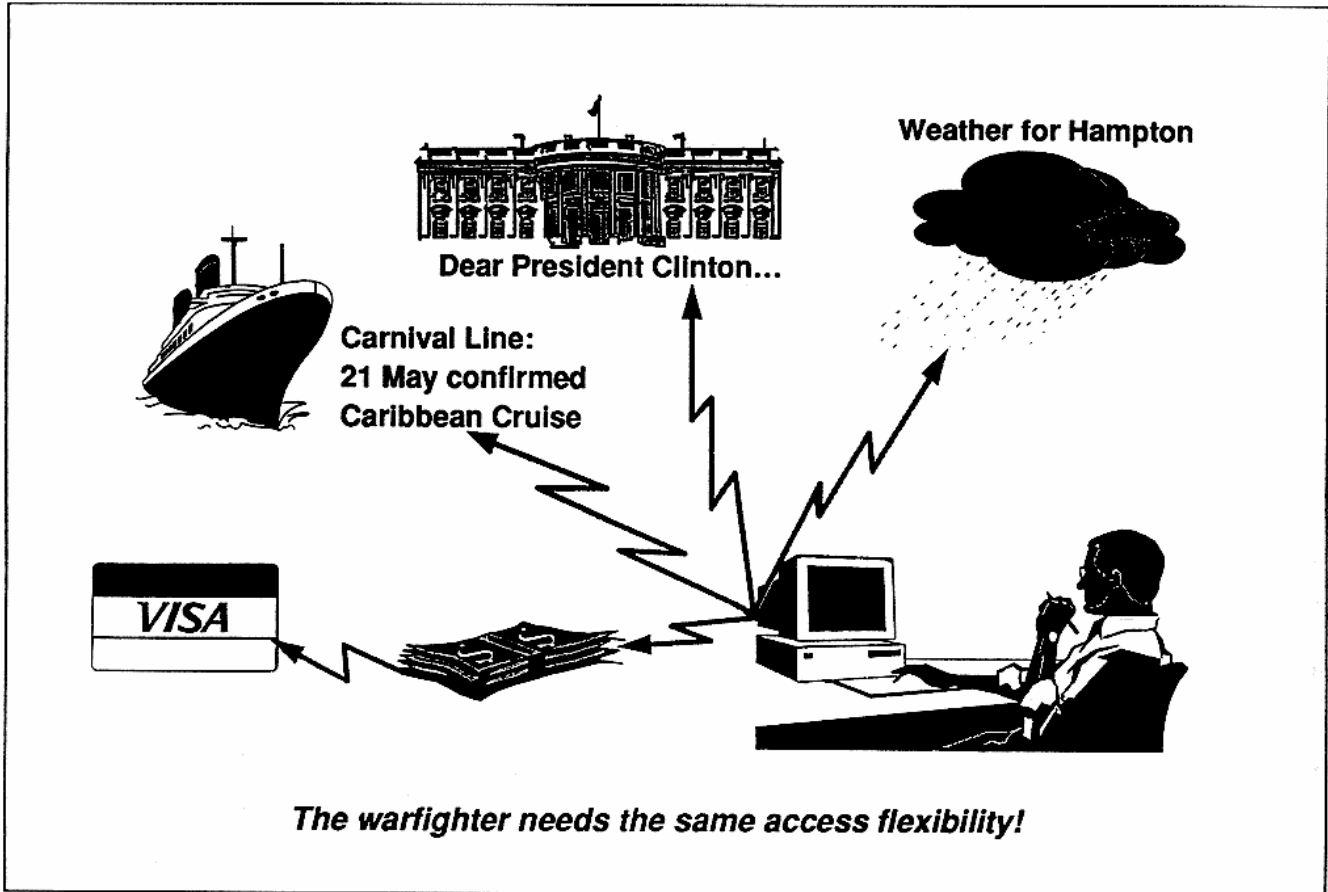 Weather for Hampton
Dear President Clinton...
Carnival Line:
21 May confirmed
Caribbean Cruise
VISA
The warfighter needs the same access flexibility!